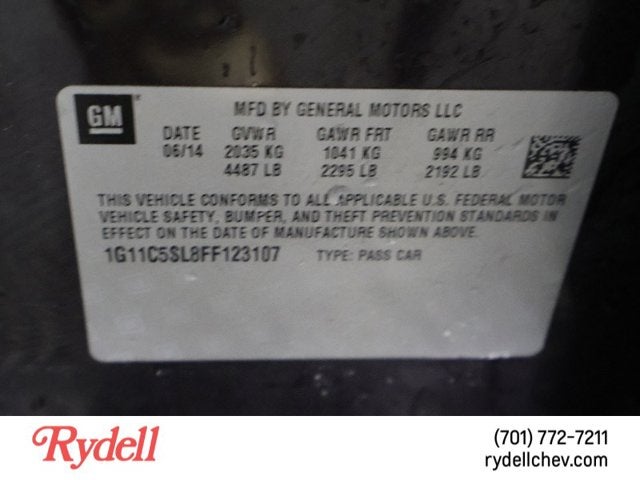 GM
MFD BY GENERAL MOTORS LLC
DATE GVWR GAWR FRT GAWR RR
06/14 2035 KG 1041 KG 994 KG
4487 LB 2295 LB 2192 LB
THIS VEHICLE CONFORMS TO ALL APPLICABLE U.S. FEDERAL MOTOR
VEHICLE SAFETY, BUMPER, AND THEFT PREVENTION STANDARDS IN
EFFECT ON THE DATE OF MANUFACTURE SHOWN ABOVE.
1G11C5SL8FF123107 TYPE: PASS CAR
Rydell
(701) 772-7211
rydellchev.com